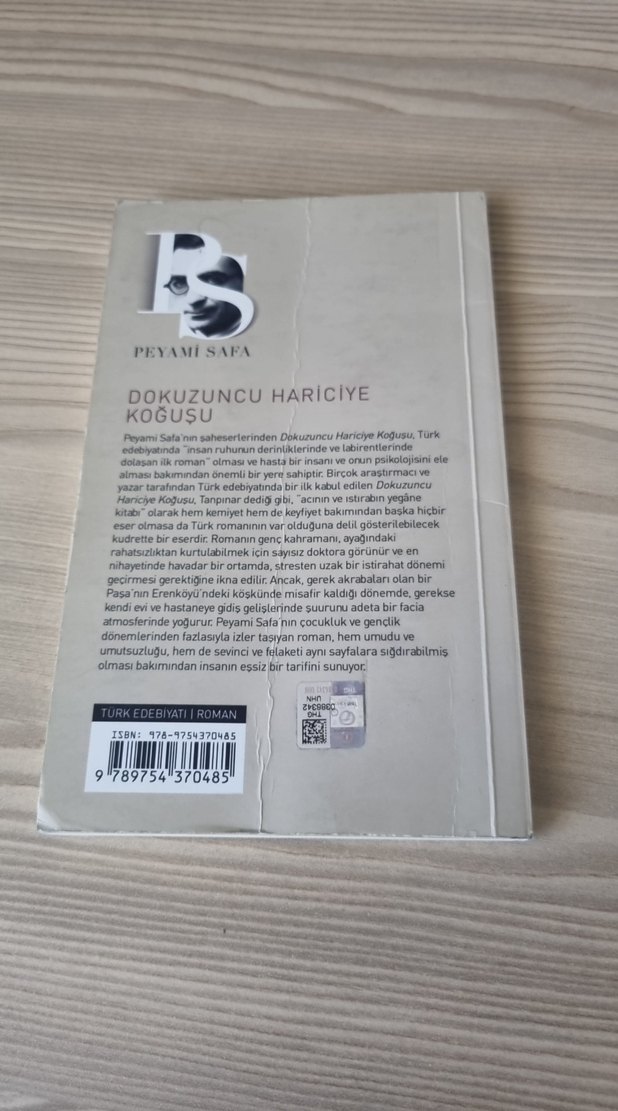 PS
PEYAMİ SAFA
DOKUZUNCU HARİCİYE
KOĞUŞU
Peyami Safa'nın şaheserlerinden Dokuzuncu Hariciye Koğuşu, Türk
edebiyatında "insan ruhunun derinliklerinde ve labirentlerinde
dolaşan ilk roman" olması ve hasta bir insanı ve onun psikolojisini ele
alması bakımından önemli bir yere sahiptir. Birçok araştırmacı ve
yazar tarafından Türk edebiyatında bir ilk kabul edilen Dokuzuncu
Hariciye Koğuşu, Tanpınar dediği gibi, "acının ve ıstırabın yegâne
kitabı" olarak hem kemiyet hem de keyfiyet bakımından başka hiçbir
eser olmasa da Türk romanının var olduğuna delil gösterilebilecek
kudrette bir eserdir. Romanın genç kahramanı, ayağındaki
rahatsızlıktan kurtulabilmek için sayısız doktora görünür ve en
nihayetinde havadar bir ortamda, stresten uzak bir istirahat dönemi
geçirmesi gerektiğine ikna edilir. Ancak, gerek akrabaları olan bir
Paşa'nın Erenköyü'ndeki köşkünde misafir kaldığı dönemde, gerekse
kendi evi ve hastaneye gidiş gelişlerinde şuurunu adeta bir facia
atmosferinde yoğurur. Peyami Safa'nın çocukluk ve gençlik
dönemlerinden fazlasıyla izler taşıyan roman, hem umudu ve
umutsuzluğu, hem de sevinci ve felaketi aynı sayfalara sığdırabilmiş
olması bakımından insanın eşsiz bir tarifini sunuyor.
THG
UHN
0386342
TÜRK EDEBİYATI | ROMAN
ISBN: 978-9754370485
9 789754 370485